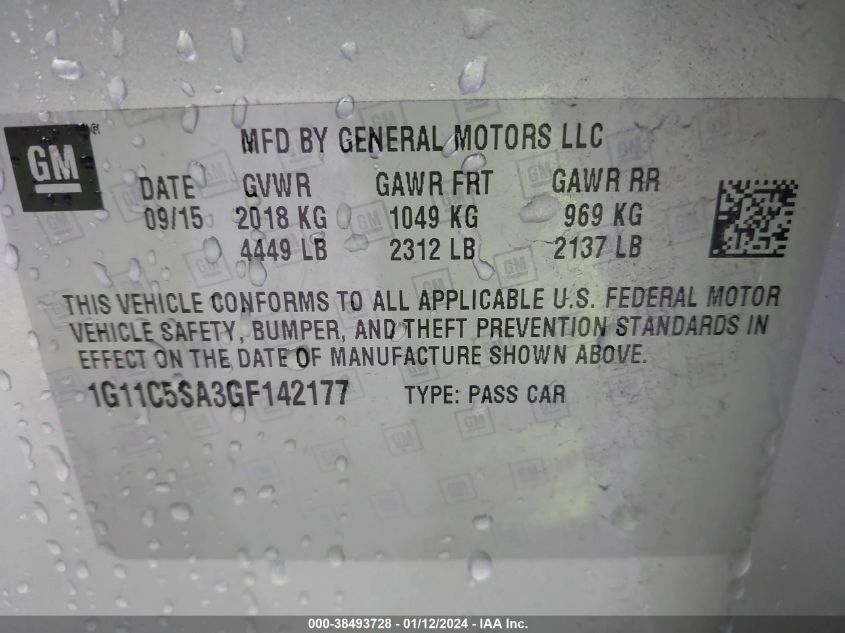 GM ®
MFD BY GENERAL MOTORS LLC
DATE GVWR GAWR FRT GAWR RR
09/15 2018 KG 1049 KG 969 KG
4449 LB 2312 LB 2137 LB
THIS VEHICLE CONFORMS TO ALL APPLICABLE U.S. FEDERAL MOTOR
VEHICLE SAFETY, BUMPER, AND THEFT PREVENTION STANDARDS IN
EFFECT ON THE DATE OF MANUFACTURE SHOWN ABOVE.
1G11C5SA3GF142177 TYPE: PASS CAR
000-38493728 - 01/12/2024 - IAA Inc.